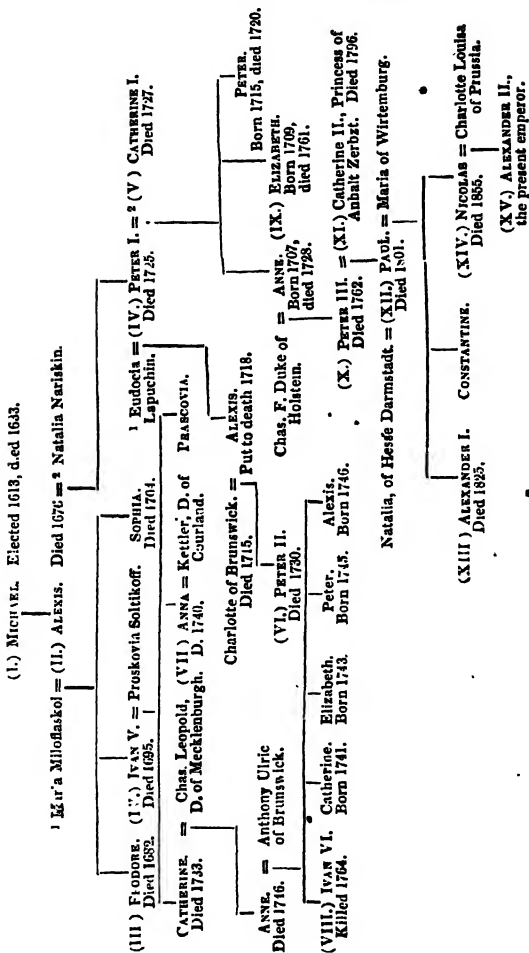 (I.) MICHAEL. Elected 1613, died 1645.
¹ Maria Miloflaskoi = (II.) ALEXIS. Died 1676 = ² Natalia Nariskin.
(III) FEODORE. Died 1682.
(IV.) IVAN V. = Pruskovia Soltikoff. Died 1695.
SOPHIA. Died 1704.
¹ Eudocia Lapuchin. = (IV.) PETER I. Died 1725. = ² (V) CATHERINE I. Died 1727.
CATHERINE. Died 1733. = Chas. Leopold, D. of Mecklenburgh.
(VII) ANNA = Kettler, D. of Courland. D. 1740.
PRASCOVIA.
Charlotte of Brunswick. = Died 1715.
ALEXIS. Put to death 1718.
Chas. F. Duke of Holstein. = ANNE. Born 1707, died 1728.
(IX.) ELIZABETH. Born 1709, died 1761.
PETER. Born 1715, died 1720.
ANNE. Died 1746. = Anthony Ulric of Brunswick.
(VI.) PETER II. Died 1730.
(X.) PETER III. Died 1762. = (XI.) Catherine II., Princess of Anhalt Zerbzt. Died 1796.
(VIII.) IVAN VI. Killed 1764.
Catherine. Born 1741.
Elizabeth. Born 1743.
Peter. Born 1745.
Alexis. Born 1746.
Natalia, of Hesse Darmstadt. = (XII.) PAUL. = Maria of Wirtemburg. Died 1801.
(XIII) ALEXANDER I. Died 1825.
CONSTANTINE.
(XIV.) NICOLAS = Charlotte Louisa of Prussia. Died 1855.
(XV.) ALEXANDER II., the present emperor.